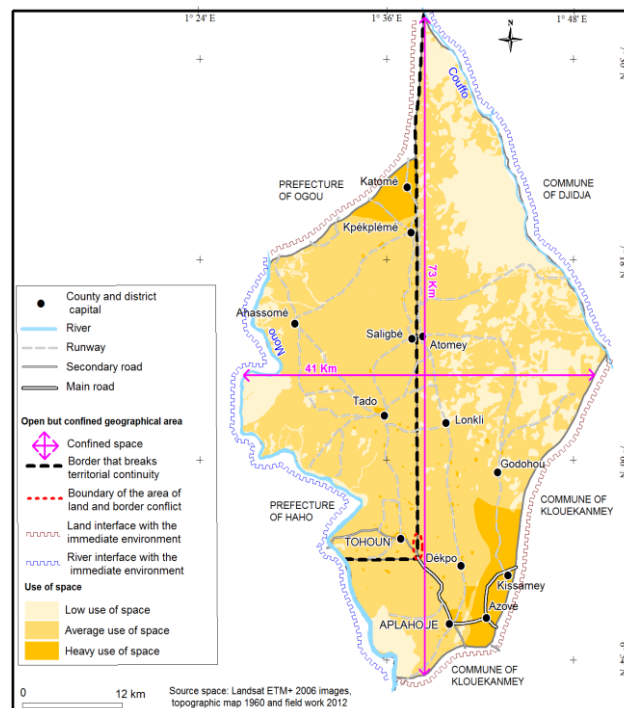 1° 24' E
1° 36' E
1° 48' E
N
Couffo
Katomé
PREFECTURE
OF OGOU
COMMUNE
OF DJIDJA
Kpékplémé
73 Km
County and district
capital
River
Runway
Secondary road
Main road
Ahassomé
Mono
Saligbé
Atomey
41 Km
Tado
Lonkli
Open but confined geographical area
Confined space
Border that breaks
territorial continuity
Boundary of the area of
land and border conflict
Land interface with the
immediate environment
River interface with the
immediate environment
Use of space
Low use of space
Average use of space
Heavy use of space
Godohou
PREFECTURE
OF HAHO
COMMUNE OF
KLOUEKANMEY
TOHOUN
Dékpo
Kissamey
Azové
APLAHOUE
COMMUNE OF
KLOUEKANMEY
0
12 km
Source space: Landsat ETM+ 2006 images,
topographic map 1960 and field work 2012